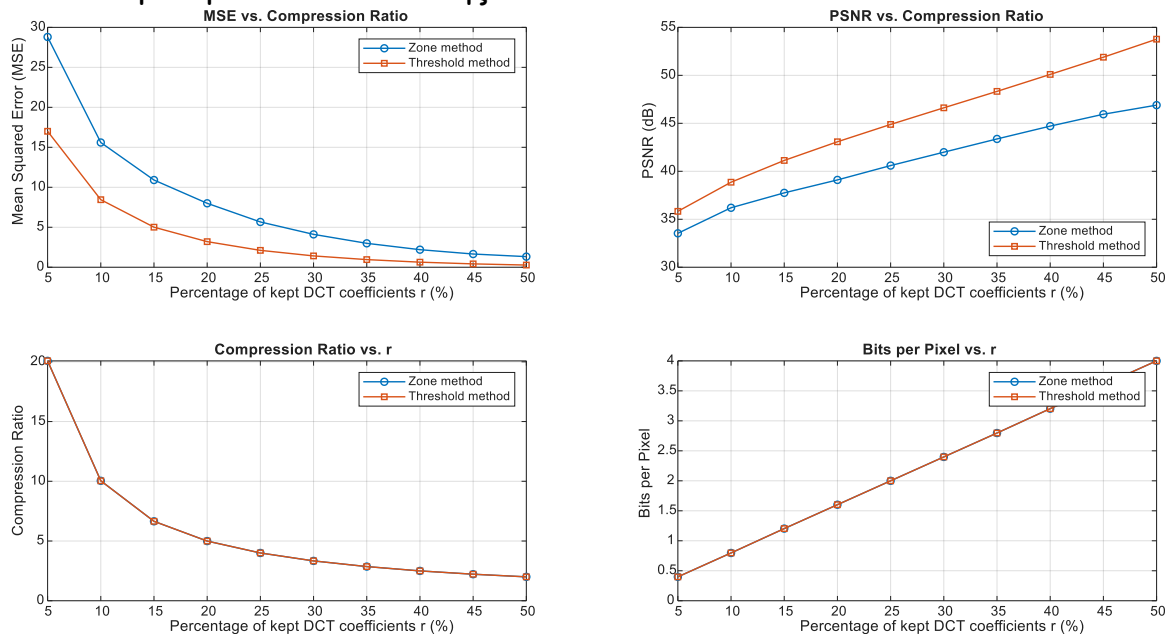 MSE vs. Compression Ratio
30
25
20
15
10
5
0
Mean Squared Error (MSE)
Zone method
Threshold method
5 10 15 20 25 30 35 40 45 50
Percentage of kept DCT coefficients r (%)
PSNR vs. Compression Ratio
55
50
45
40
35
30
PSNR (dB)
Zone method
Threshold method
5 10 15 20 25 30 35 40 45 50
Percentage of kept DCT coefficients r (%)
Compression Ratio vs. r
20
15
10
5
0
Compression Ratio
Zone method
Threshold method
5 10 15 20 25 30 35 40 45 50
Percentage of kept DCT coefficients r (%)
Bits per Pixel vs. r
4
3.5
3
2.5
2
1.5
1
0.5
0
Bits per Pixel
Zone method
Threshold method
5 10 15 20 25 30 35 40 45 50
Percentage of kept DCT coefficients r (%)